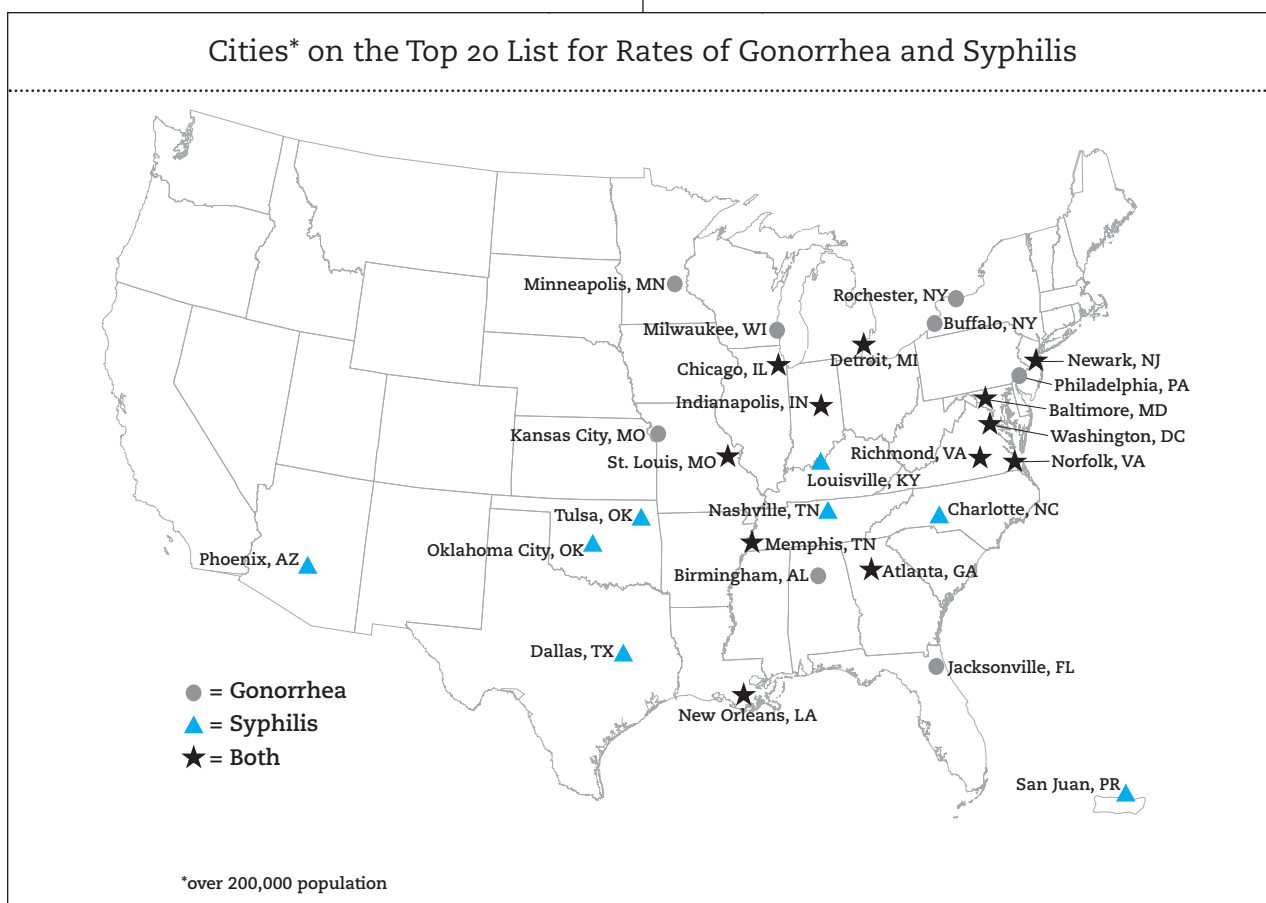 Cities* on the Top 20 List for Rates of Gonorrhea and Syphilis
Minneapolis, MN
Rochester, NY
Milwaukee, WI
Buffalo, NY
Chicago, IL
Detroit, MI
Newark, NJ
Philadelphia, PA
Indianapolis, IN
Baltimore, MD
Kansas City, MO
Washington, DC
St. Louis, MO
Richmond, VA
Norfolk, VA
Louisville, KY
Tulsa, OK
Nashville, TN
Charlotte, NC
Oklahoma City, OK
Memphis, TN
Phoenix, AZ
Birmingham, AL
Atlanta, GA
Dallas, TX
Jacksonville, FL
New Orleans, LA
= Gonorrhea
= Syphilis
= Both
San Juan, PR
*over 200,000 population